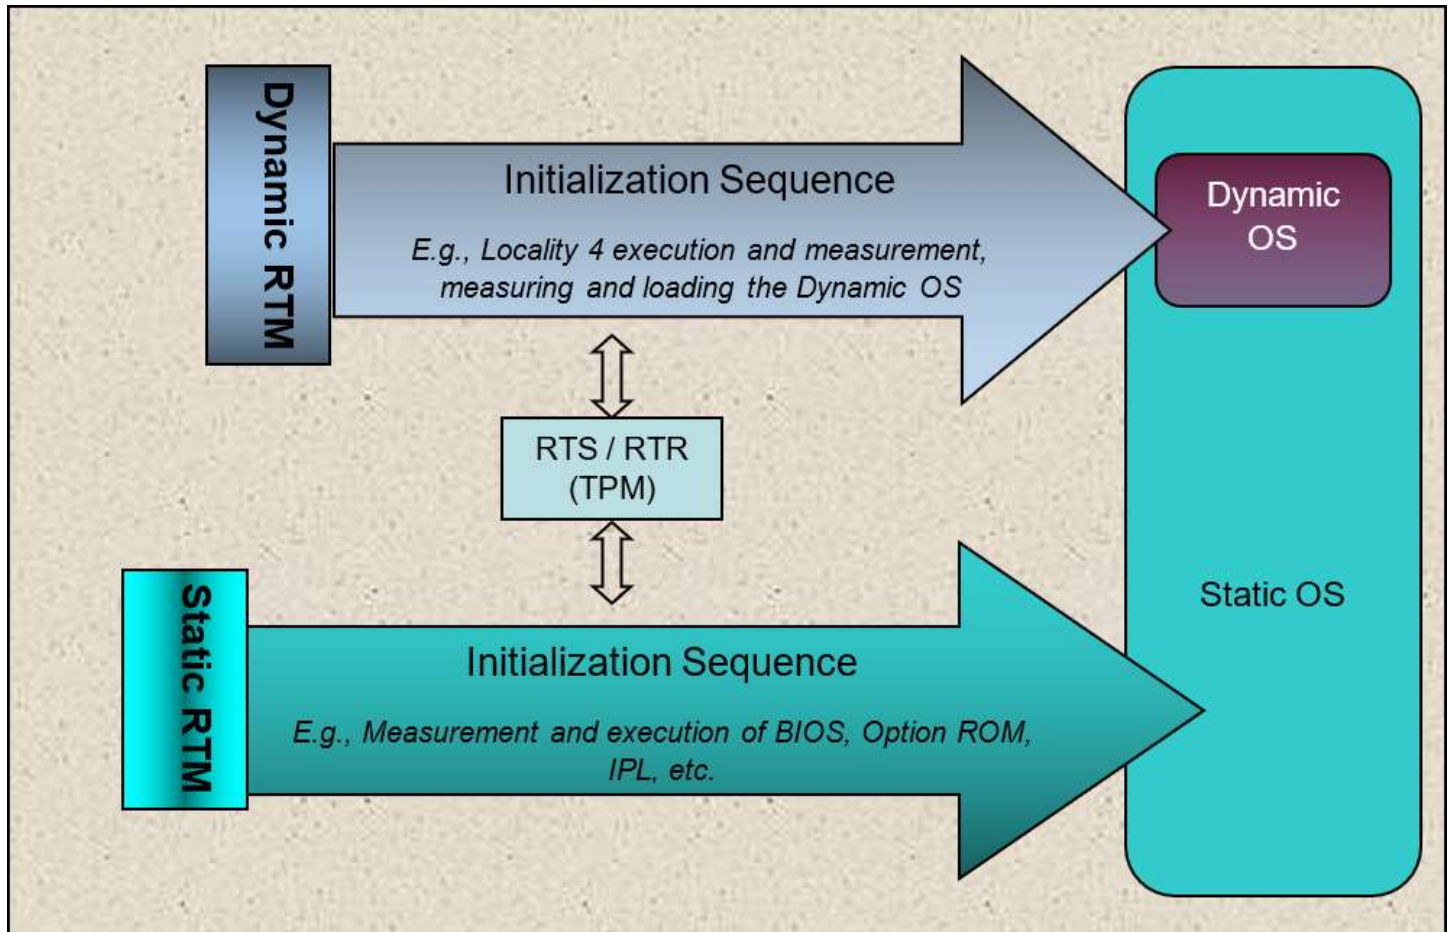 Dynamic RTM
Initialization Sequence
E.g., Locality 4 execution and measurement,
measuring and loading the Dynamic OS
Dynamic
OS
RTS / RTR
(TPM)
Static OS
Static RTM
Initialization Sequence
E.g., Measurement and execution of BIOS, Option ROM,
IPL, etc.